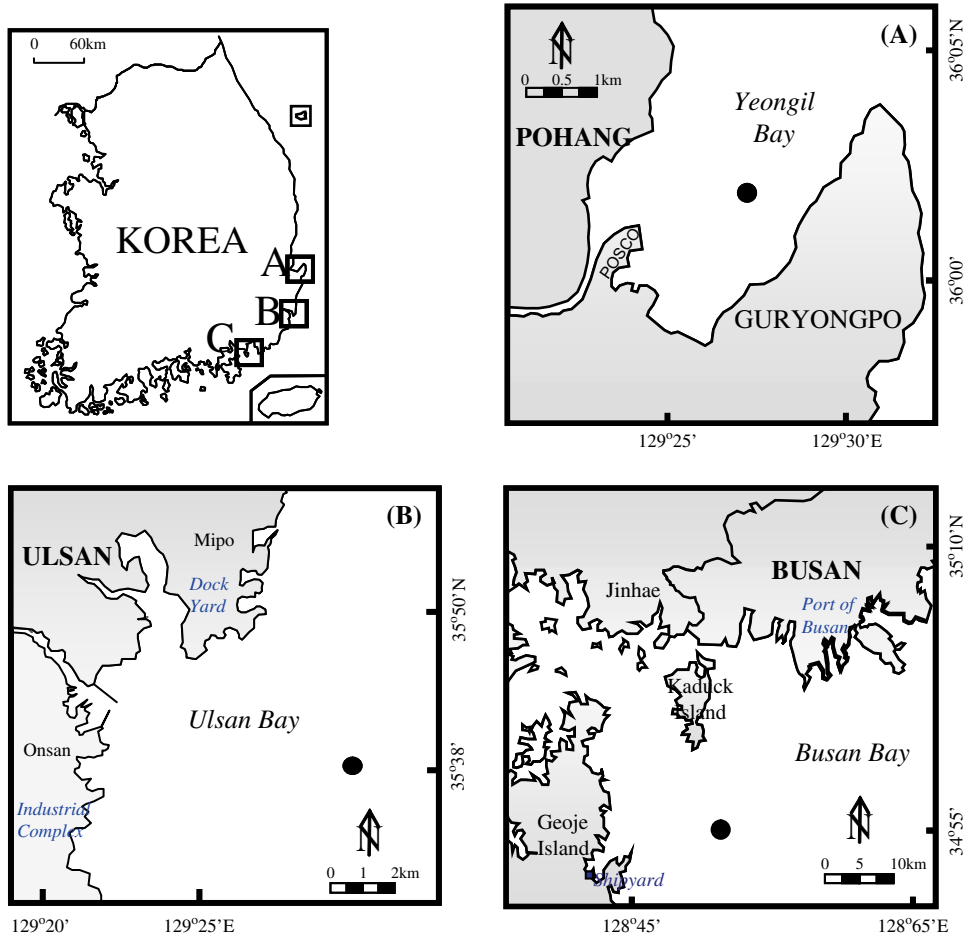 0 60km
KOREA
A
B
C
(A)
N
0 0.5 1km
Yeongil
Bay
POHANG
POSCO
GURYONGPO
36°05'N
36°00'
129°25'
129°30'E
(B)
ULSAN
Mipo
Dock
Yard
Ulsan Bay
Onsan
Industrial
Complex
N
0 1 2km
35°50'N
35°38'
129°20'
129°25'E
(C)
BUSAN
Jinhae
Port of
Busan
Kaduck
Island
Busan Bay
Geoje
Island
Shipyard
N
0 5 10km
35°10'N
34°55'
128°45'
128°65'E